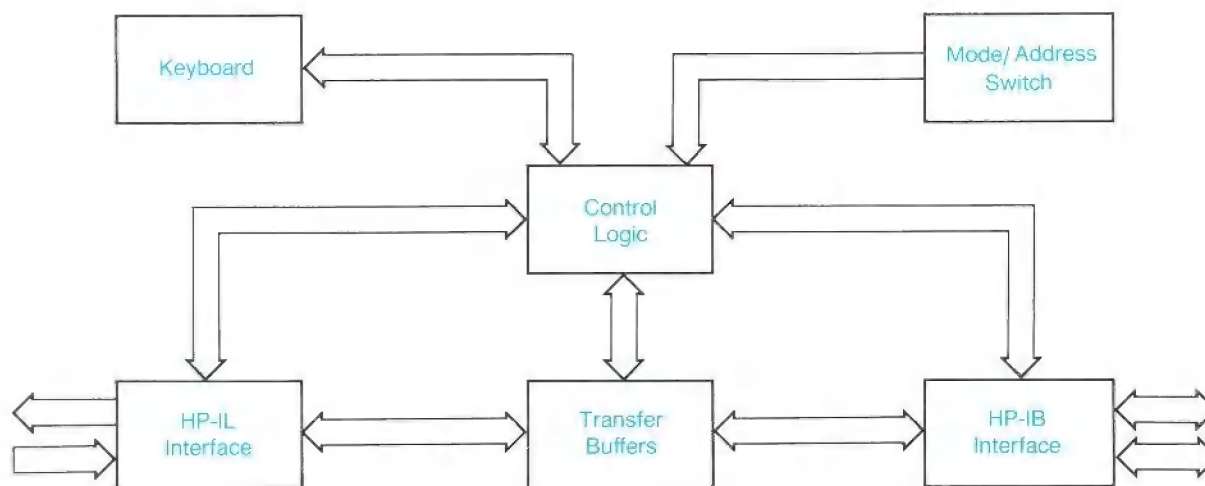 Keyboard
Mode/ Address
Switch
Control
Logic
HP-IL
Interface
Transfer
Buffers
HP-IB
Interface